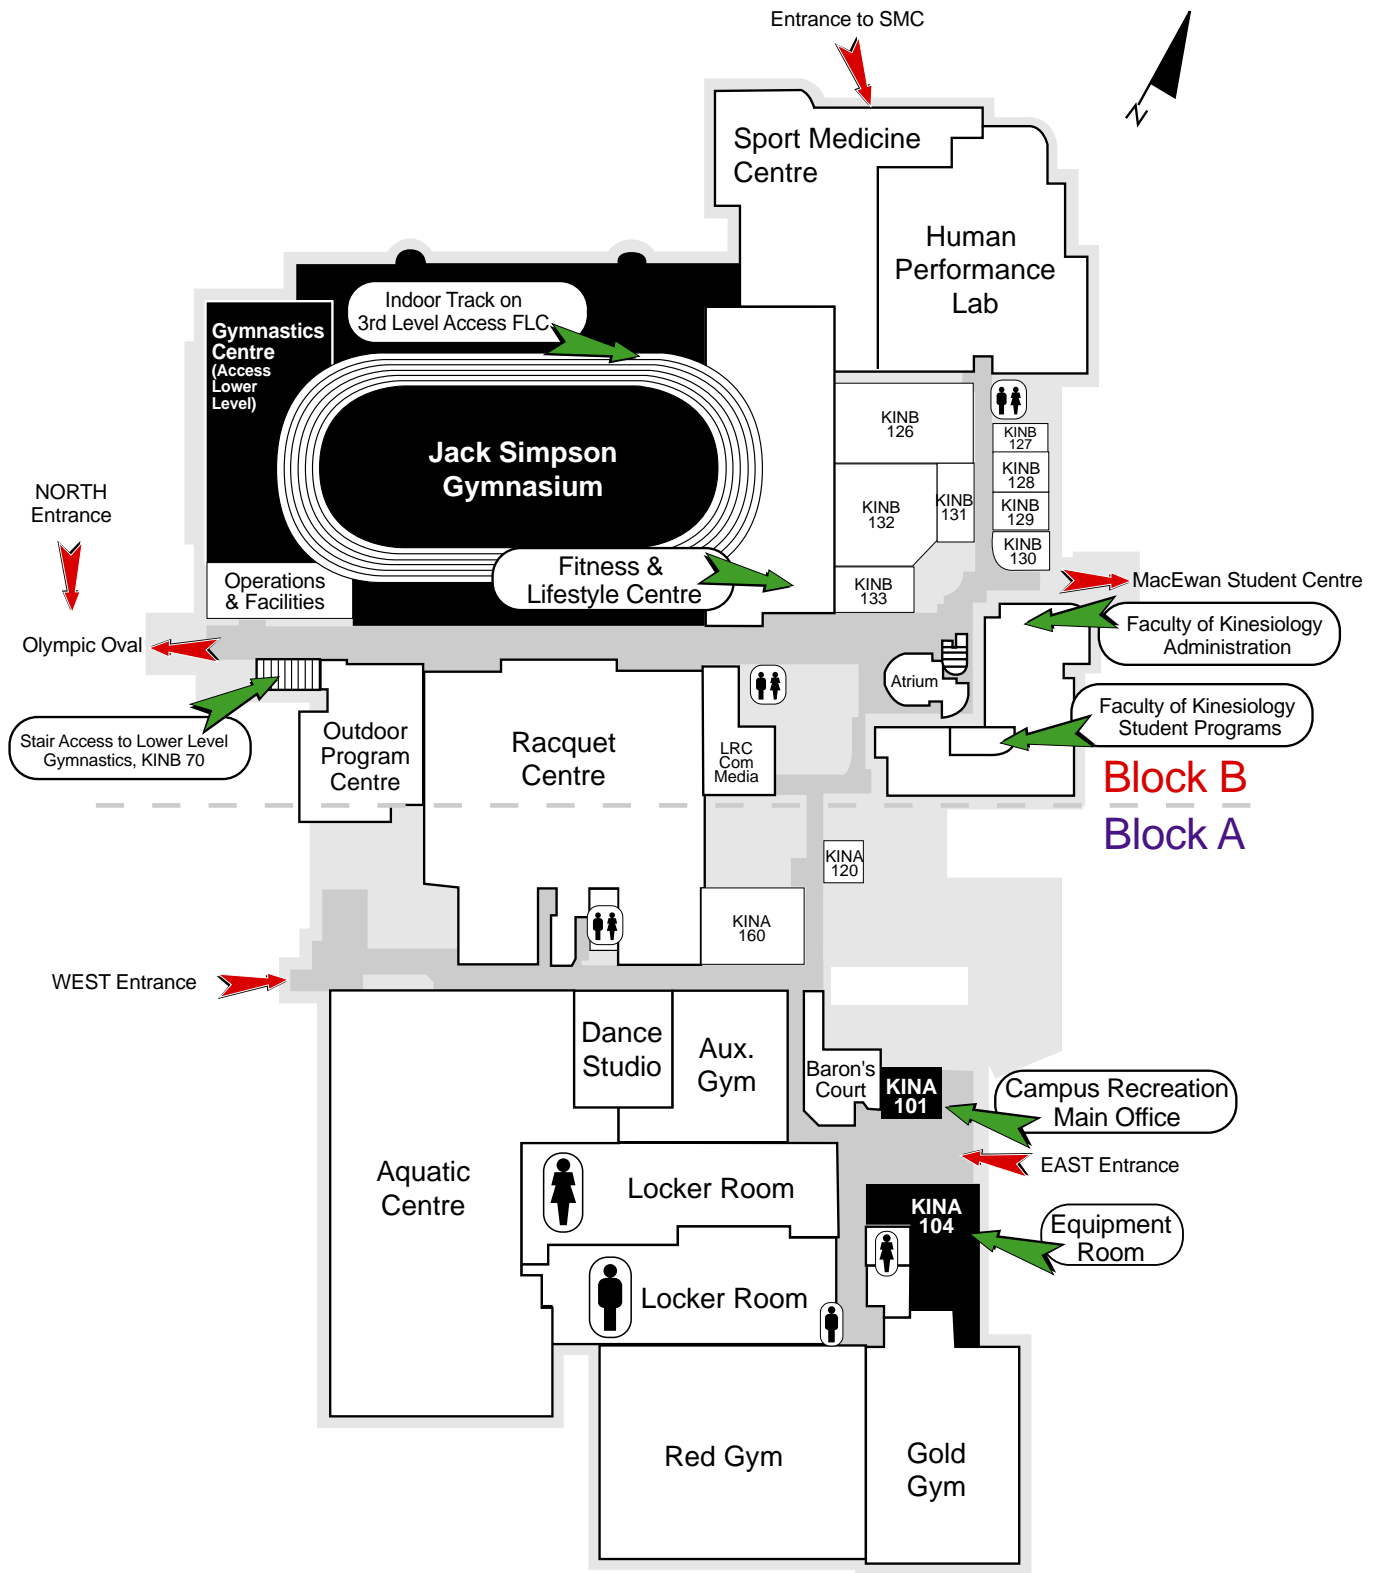 Entrance to SMC
N
Sport Medicine
Centre
Human
Performance
Lab
Indoor Track on
3rd Level Access FLC
Gymnastics
Centre
(Access
Lower
Level)
Jack Simpson
Gymnasium
KINB
126
KINB
127
KINB
128
KINB
129
KINB
130
KINB
131
KINB
132
KINB
133
NORTH
Entrance
Operations
& Facilities
Fitness &
Lifestyle Centre
MacEwan Student Centre
Olympic Oval
Faculty of Kinesiology
Administration
Atrium
Faculty of Kinesiology
Student Programs
Stair Access to Lower Level
Gymnastics, KINB 70
Outdoor
Program
Centre
Racquet
Centre
LRC
Com
Media
Block B
Block A
KINA
120
KINA
160
WEST Entrance
Dance
Studio
Aux.
Gym
Baron's
Court
KINA
101
Campus Recreation
Main Office
EAST Entrance
Aquatic
Centre
Locker Room
KINA
104
Equipment
Room
Locker Room
Red Gym
Gold
Gym